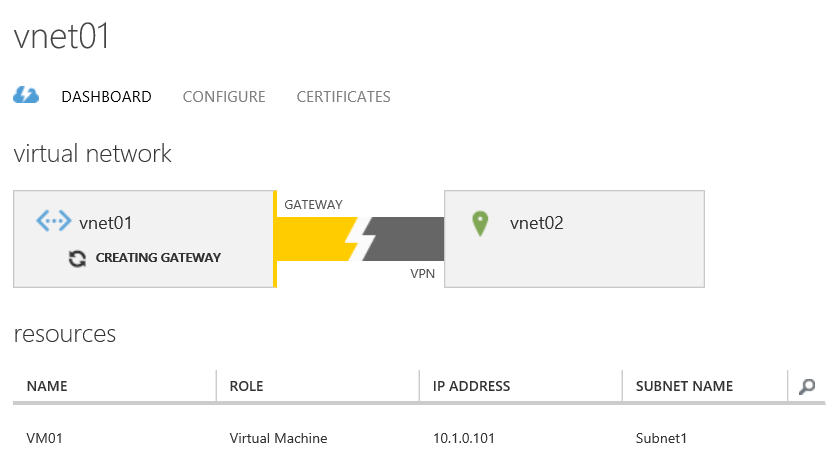 vnet01
DASHBOARD CONFIGURE CERTIFICATES
virtual network
GATEWAY
vnet01 vnet02
CREATING GATEWAY
VPN
resources
NAME ROLE IP ADDRESS SUBNET NAME
VM01 Virtual Machine 10.1.0.101 Subnet1